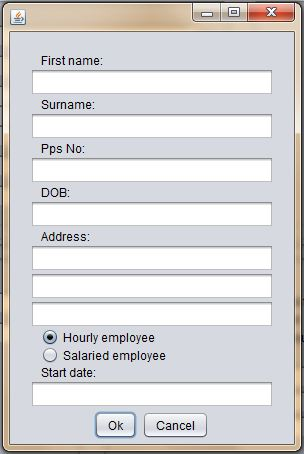 First name:
Surname:
Pps No:
DOB:
Address:
Hourly employee
Salaried employee
Start date:
Ok Cancel